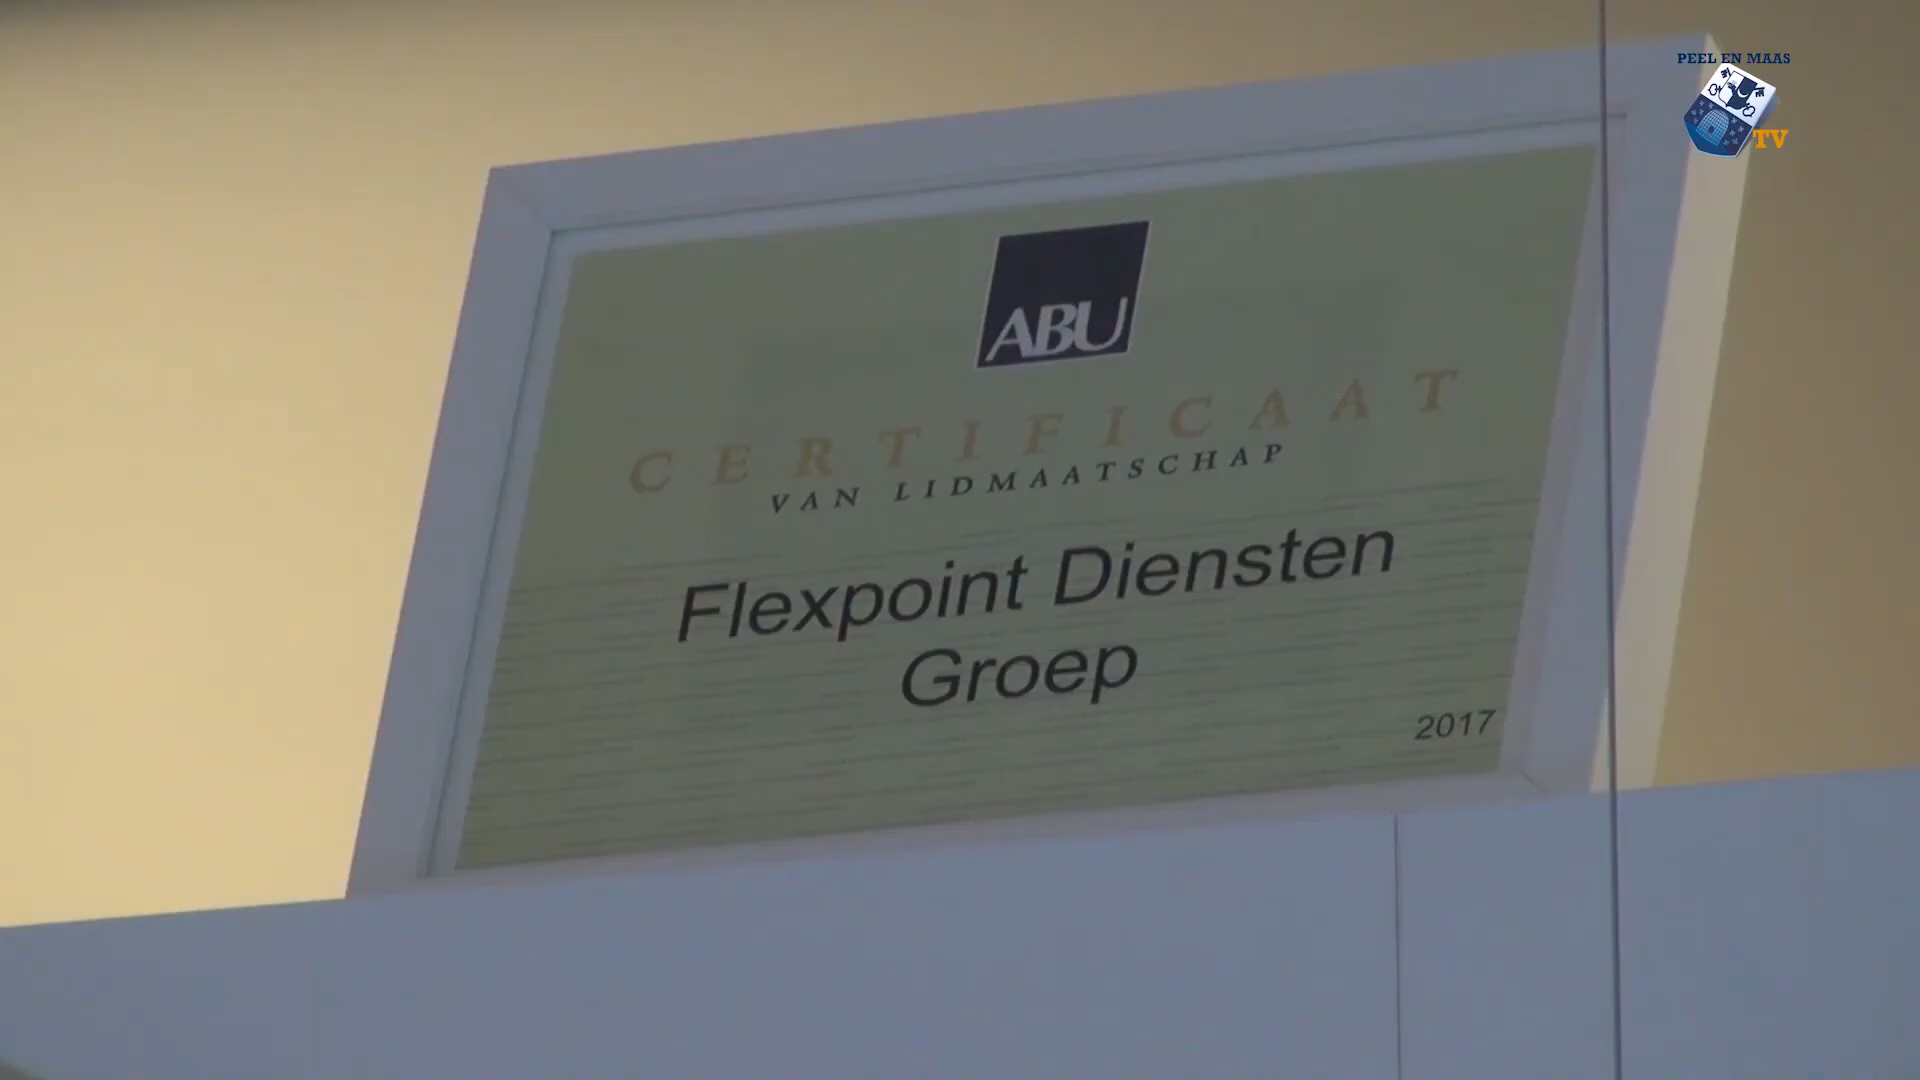 PEEL EN MAAS
TV
ABU
CERTIFICAAT
VAN LIDMAATSCHAP
Flexpoint Diensten
Groep
2017